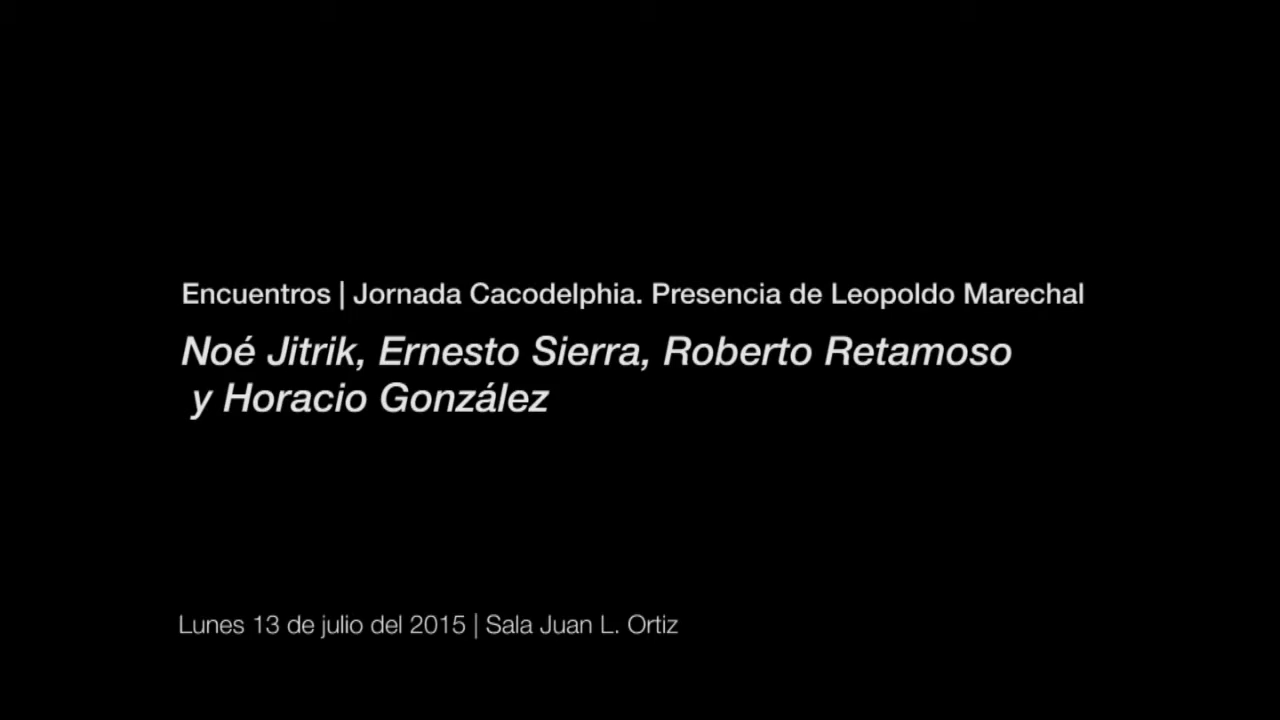 Encuentros | Jornada Cacodelphia. Presencia de Leopoldo Marechal
Noé Jitrik, Ernesto Sierra, Roberto Retamoso
y Horacio González
Lunes 13 de julio del 2015 | Sala Juan L. Ortiz